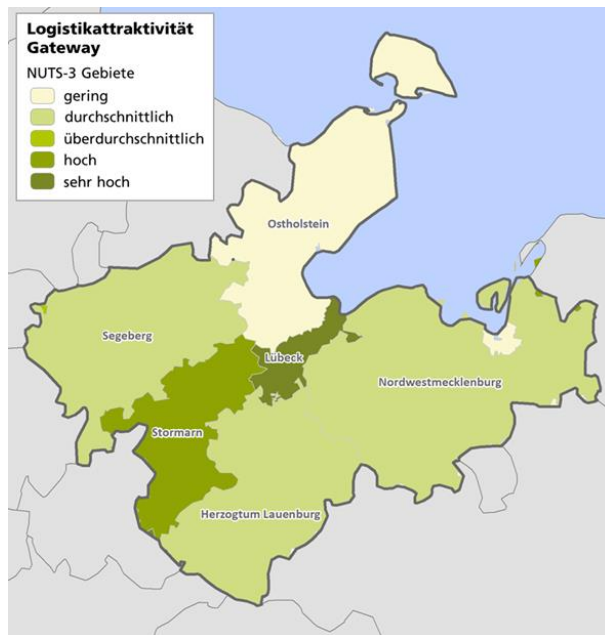 Logistikattraktivität
Gateway
NUTS-3 Gebiete
gering
durchschnittlich
überdurchschnittlich
hoch
sehr hoch
Ostholstein
Segeberg
Lübeck
Nordwestmecklenburg
Stormarn
Herzogtum Lauenburg